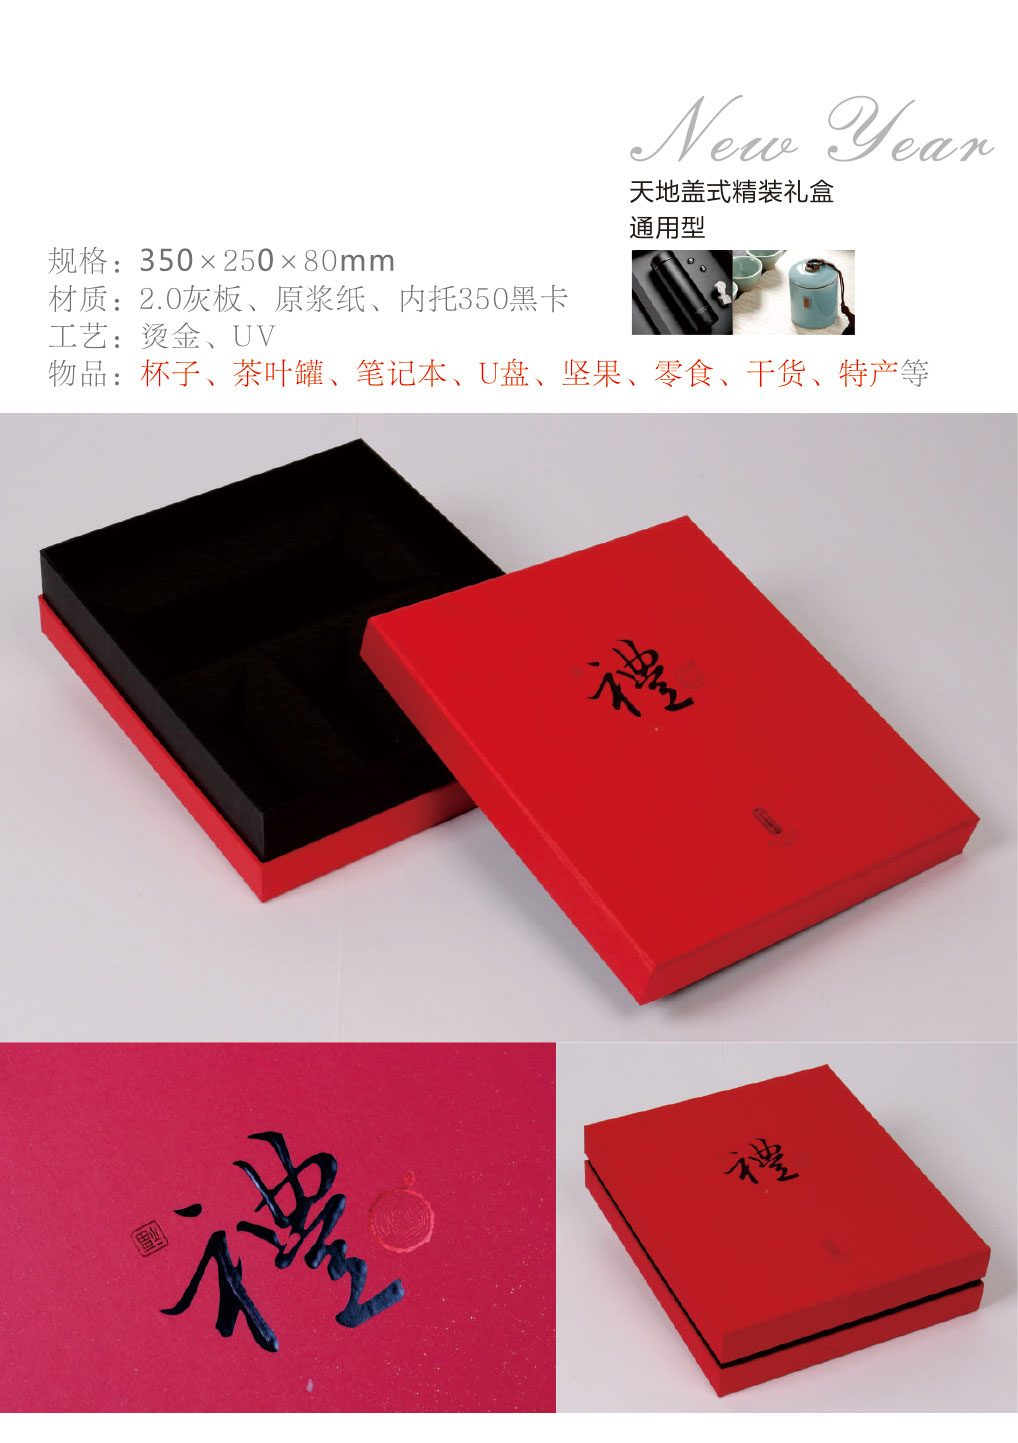 New Year
天地盖式精装礼盒
通用型
规格：350×250×80mm
材质：2.0灰板、原浆纸、内托350黑卡
工艺：烫金、UV
物品：杯子、茶叶罐、笔记本、U盘、坚果、零食、干货、特产等
禮
禮
禮